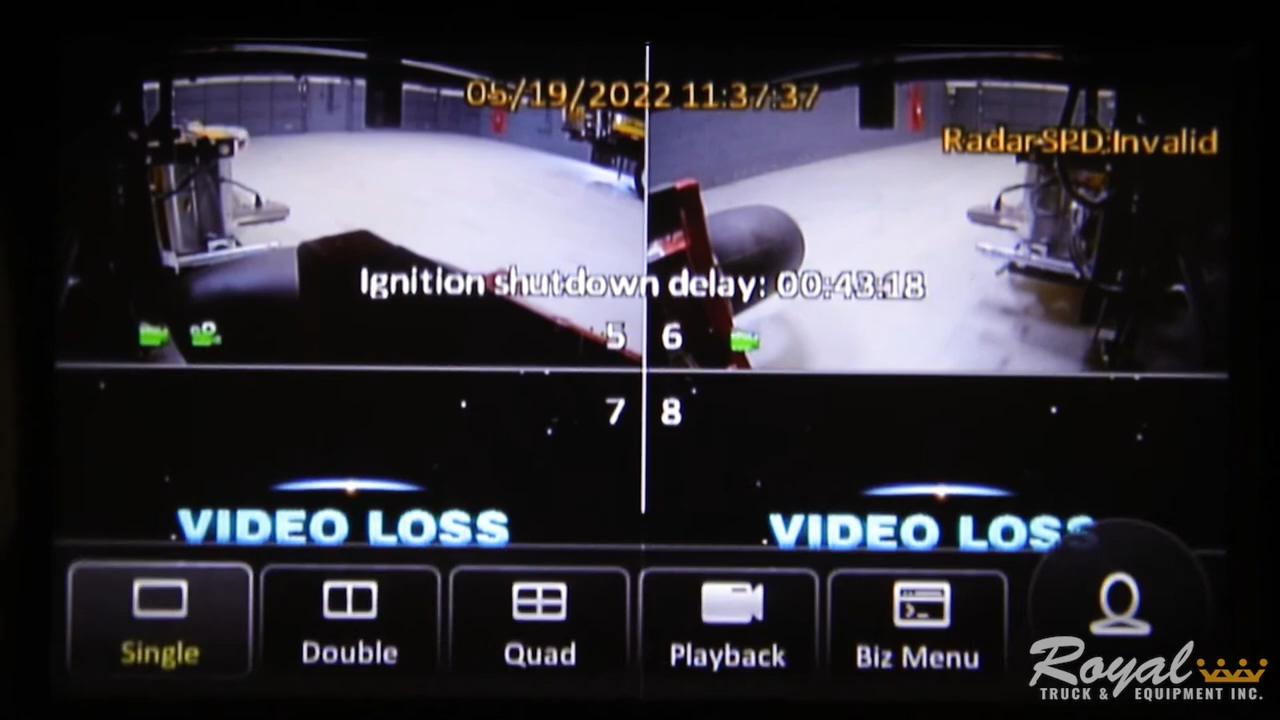 05/19/2022 11:37:37
RadarSPD:Invalid
Ignition shutdown delay: 00:43:18
5 6
7 8
VIDEO LOSS VIDEO LOSS
Single Double Quad Playback Biz Menu
Royal
TRUCK & EQUIPMENT INC.